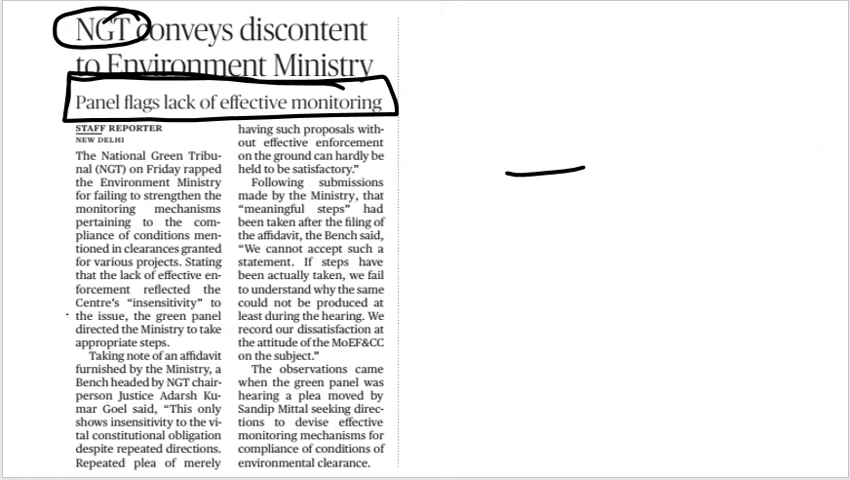 NGT conveys discontent
to Environment Ministry
Panel flags lack of effective monitoring
STAFF REPORTER
NEW DELHI
The National Green Tribu-
nal (NGT) on Friday rapped
the Environment Ministry
for failing to strengthen the
monitoring mechanisms
pertaining to the com-
pliance of conditions men-
tioned in clearances granted
for various projects. Stating
that the lack of effective en-
forcement reflected the
Centre's “insensitivity” to
the issue, the green panel
directed the Ministry to take
appropriate steps.
Taking note of an affidavit
furnished by the Ministry, a
Bench headed by NGT chair-
person Justice Adarsh Ku-
mar Goel said, “This only
shows insensitivity to the vi-
tal constitutional obligation
despite repeated directions.
Repeated plea of merely
having such proposals with-
out effective enforcement
on the ground can hardly be
held to be satisfactory.”
Following submissions
made by the Ministry, that
“meaningful steps” had
been taken after the filing of
the affidavit, the Bench said,
“We cannot accept such a
statement. If steps have
been actually taken, we fail
to understand why the same
could not be produced at
least during the hearing. We
record our dissatisfaction at
the attitude of the MoEF&CC
on the subject.”
The observations came
when the green panel was
hearing a plea moved by
Sandip Mittal seeking direc-
tions to devise effective
monitoring mechanisms for
compliance of conditions of
environmental clearance.